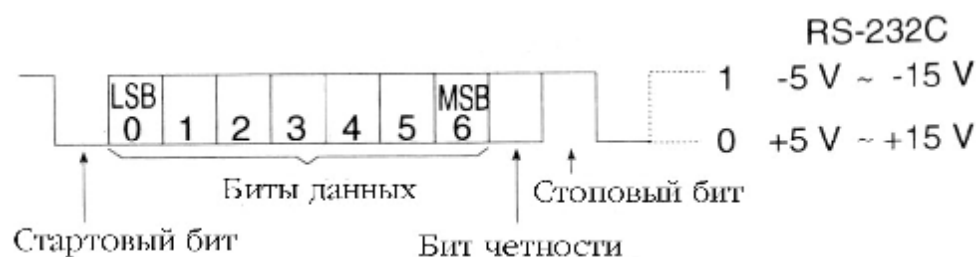 RS-232C
1 -5 V ~ -15 V
LSB MSB
0 1 2 3 4 5 6
0 +5 V ~ +15 V
Биты данных
Стоповый бит
Стартовый бит
Бит четности